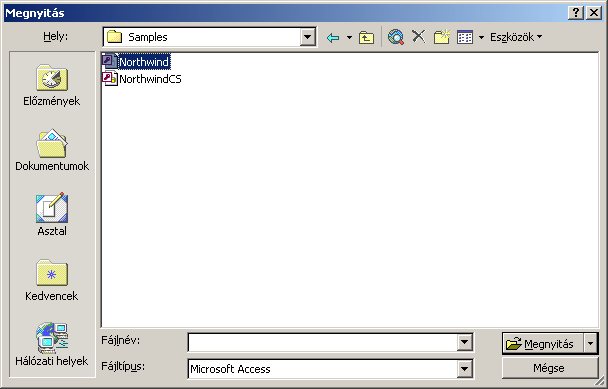 Megnyitás
Hely: Samples Eszközök
Northwind
NorthwindCS
Előzmények
Dokumentumok
Asztal
Kedvencek
Hálózati helyek
Fájlnév: Megnyitás
Fájltípus: Microsoft Access Mégse